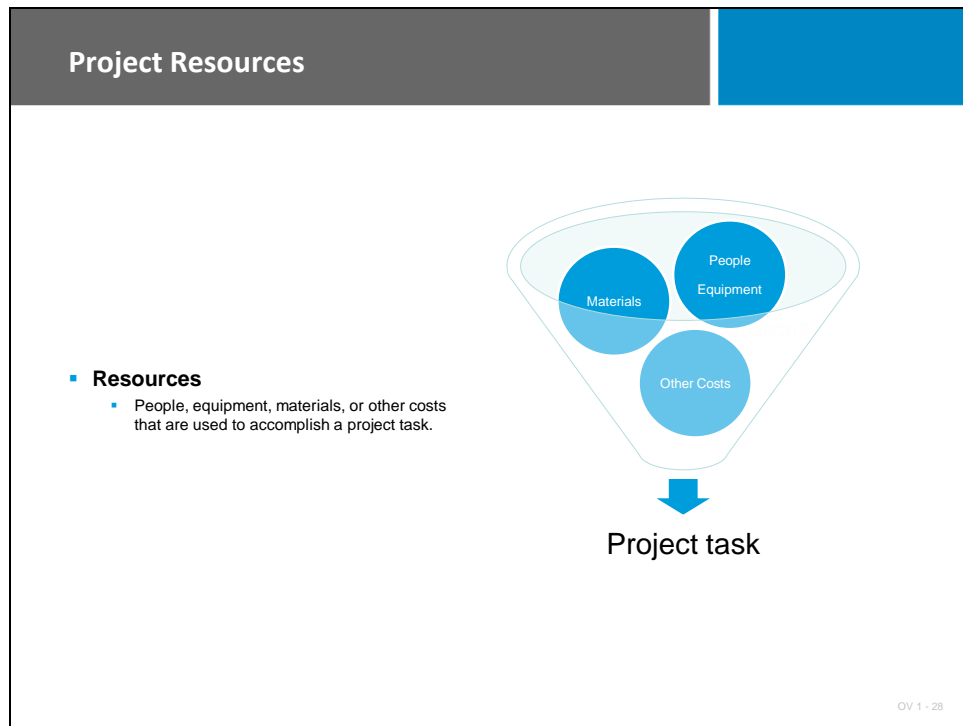 Project Resources
People
Equipment
Materials
Other Costs
▪ Resources
▪ People, equipment, materials, or other costs
that are used to accomplish a project task.
Project task
OV 1 - 28